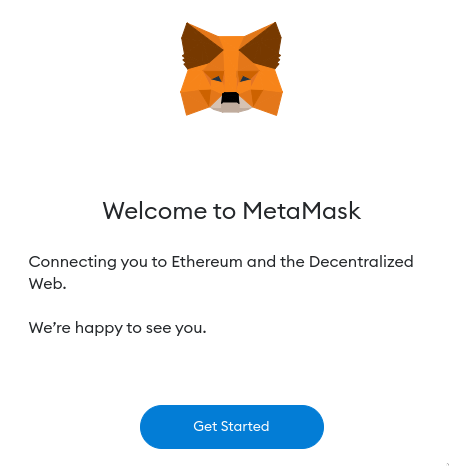 Welcome to MetaMask
Connecting you to Ethereum and the Decentralized
Web.
We’re happy to see you.
Get Started